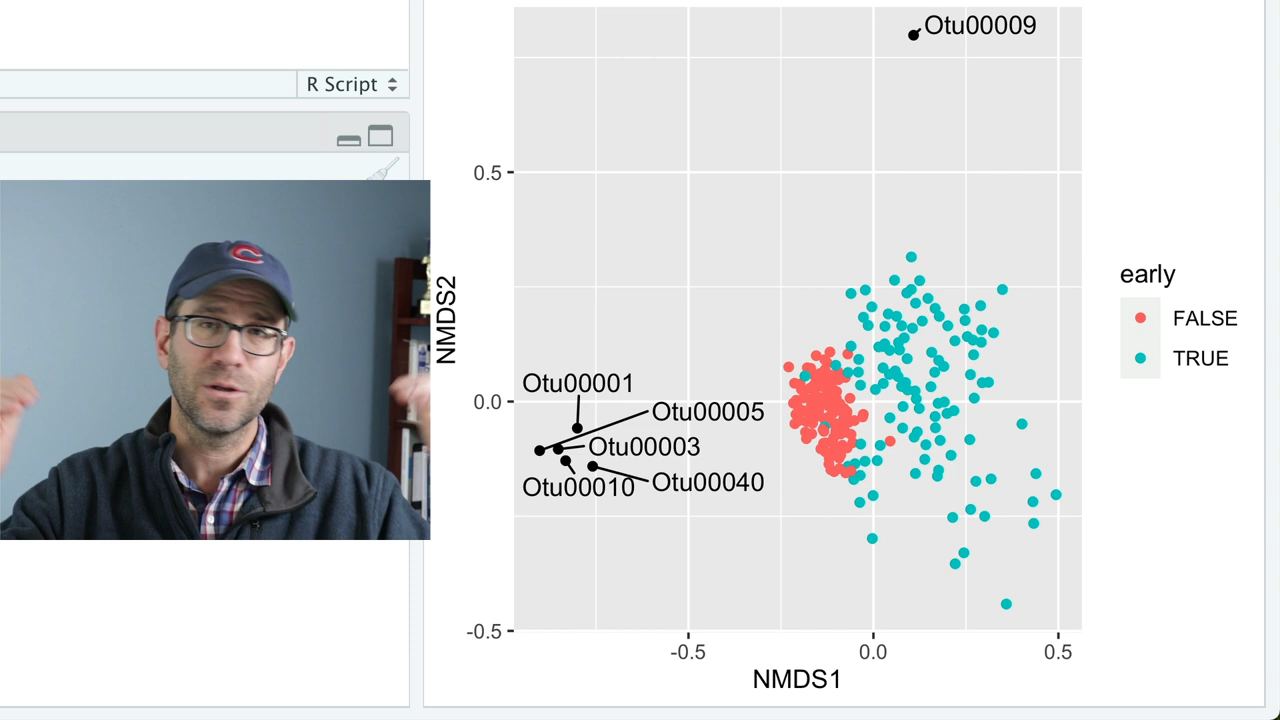 R Script
Otu00009
0.5
NMDS2
0.0
-0.5
Otu00001
Otu00005
Otu00003
Otu00010
Otu00040
-0.5
0.0
0.5
NMDS1
early
FALSE
TRUE
C